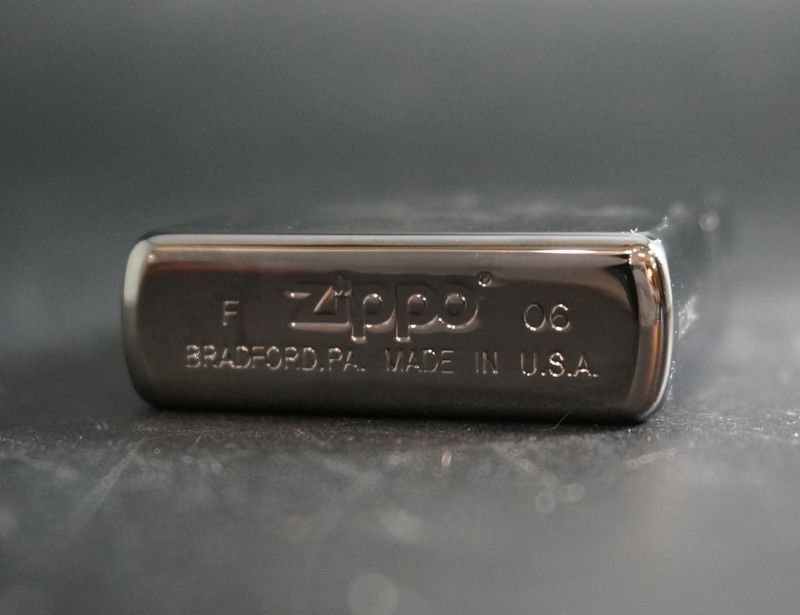 F Zippo® 06
BRADFORD,PA. MADE IN U.S.A.